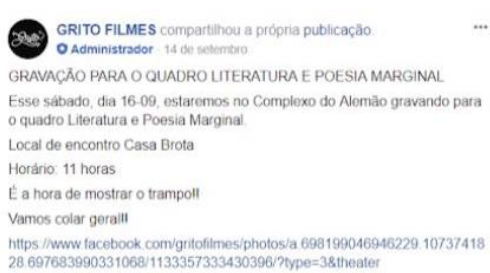 GRITO FILMES compartilhou a própria publicação.
Administrador · 14 de setembro
GRAVAÇÃO PARA O QUADRO LITERATURA E POESIA MARGINAL
Esse sábado, dia 16-09, estaremos no Complexo do Alemão gravando para
o quadro Literatura e Poesia Marginal.
Local de encontro Casa Brota
Horário: 11 horas
É a hora de mostrar o trampo!!
Vamos colar geral!!
https://www.facebook.com/gritofilmes/photos/a.698199046946229.10737418
28.697683990331068/1133357333430396/?type=3&theater